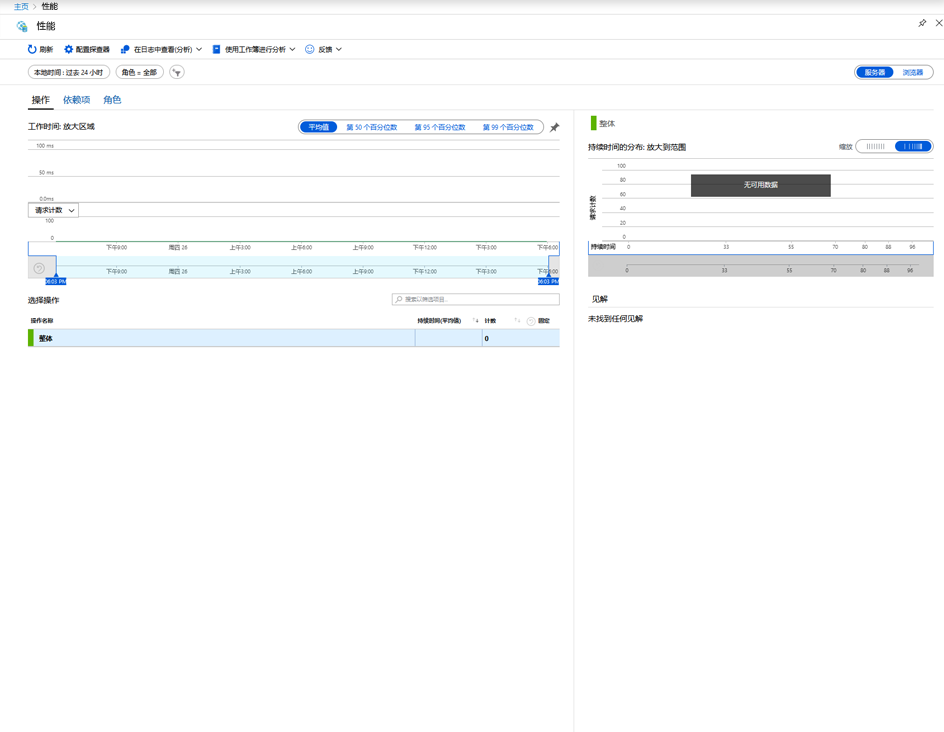 主页 > 性能
性能
刷新 配置探查器 在日志中查看(分析) 使用工作簿进行分析 反馈
本地时间 : 过去 24 小时 角色 = 全部
服务器 浏览器
操作 依赖项 角色
工作时间: 放大区域
平均值 第 50 个百分位数 第 95 个百分位数 第 99 个百分位数
100 ms
50 ms
0.0ms
请求计数
100
0
下午9:00 周四 26 上午3:00 上午6:00 上午9:00 下午12:00 下午3:00 下午6:00
下午9:00 周四 26 上午3:00 上午6:00 上午9:00 下午12:00 下午3:00 下午6:00
06:03 PM 06:03 PM
选择操作
搜索以筛选项目...
操作名称 持续时间(平均值) 计数 固定
整体 0
整体
持续时间的分布: 放大到范围
缩放
100
80
60
40
20
0
请求计数
无可用数据
持续时间 0 33 55 70 80 88 96
0 33 55 70 80 88 96
见解
未找到任何见解